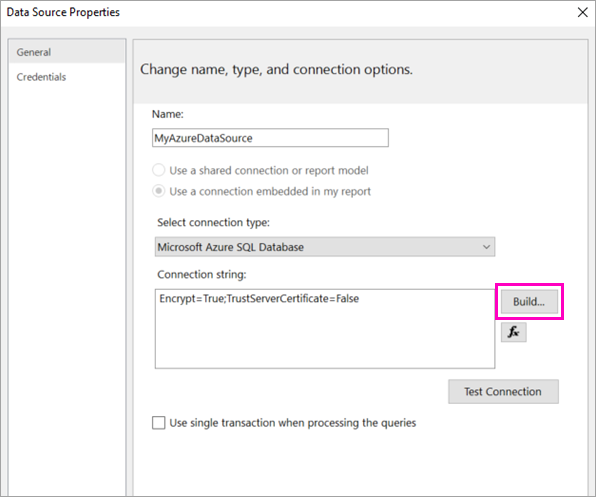 Data Source Properties
General
Credentials
Change name, type, and connection options.
Name:
MyAzureDataSource
Use a shared connection or report model
Use a connection embedded in my report
Select connection type:
Microsoft Azure SQL Database
Connection string:
Encrypt=True;TrustServerCertificate=False
Build...
fx
Test Connection
Use single transaction when processing the queries